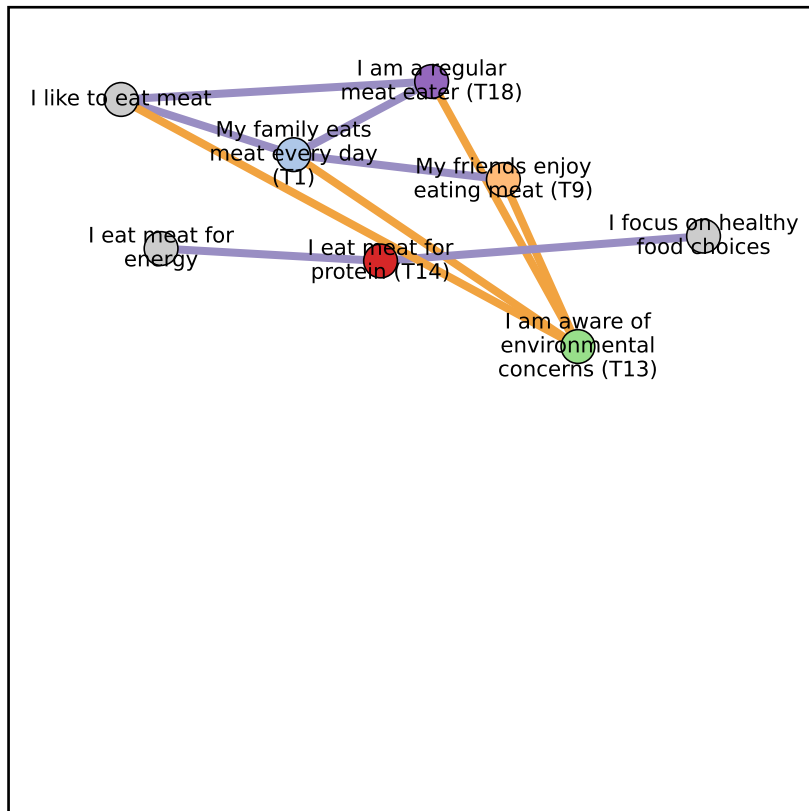 I am a regular
meat eater (T18)
I like to eat meat
My family eats
meat every day
(T1)
My friends enjoy
eating meat (T9)
I focus on healthy
food choices
I eat meat for
energy
I eat meat for
protein (T14)
I am aware of
environmental
concerns (T13)